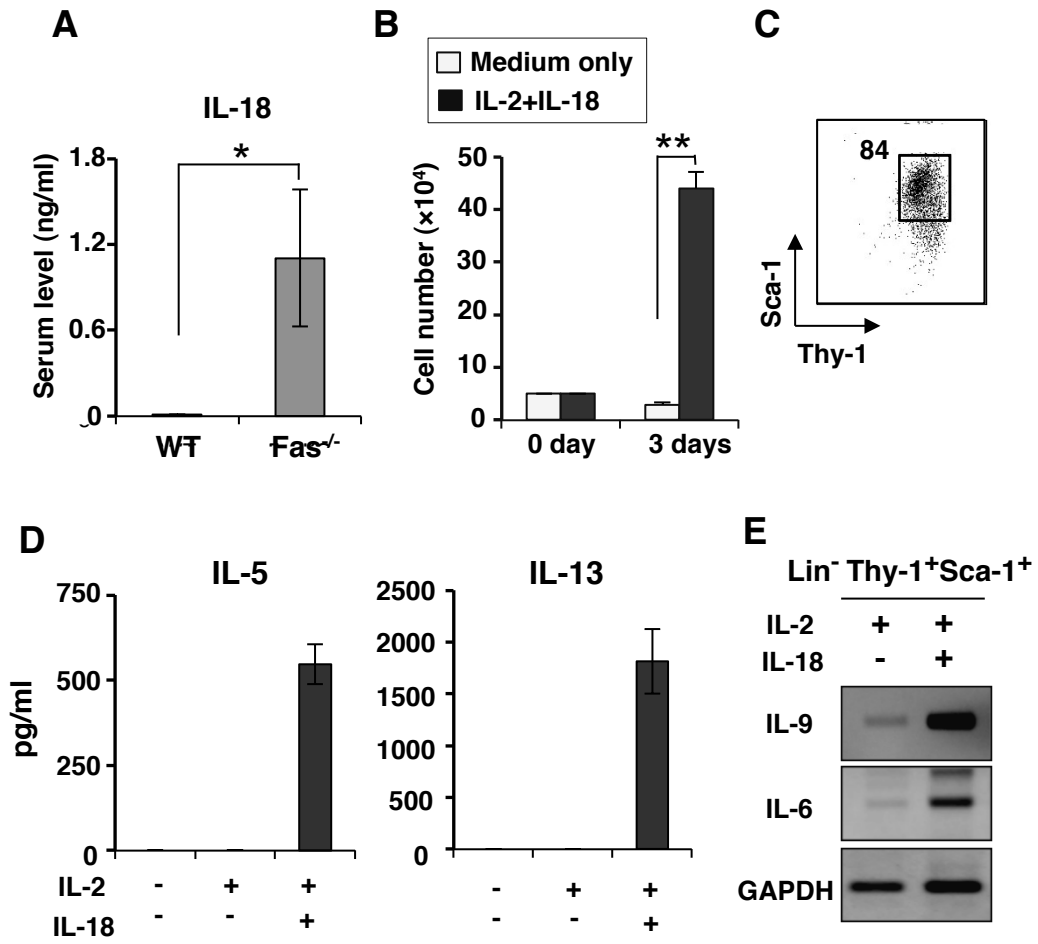 A
IL-18
*
Serum level (ng/ml)
1.8
1.2
0.6
0
WT
Fas-/-
B
Medium only
IL-2+IL-18
**
Cell number (×10⁴)
50
40
30
20
10
0
0 day
3 days
C
84
Sca-1
Thy-1
D
IL-5
pg/ml
750
500
250
0
IL-2 - + +
IL-18 - - +
IL-13
2500
2000
1500
1000
500
0
- + +
- - +
E
Lin⁻ Thy-1⁺Sca-1⁺
IL-2 + +
IL-18 - +
IL-9
IL-6
GAPDH